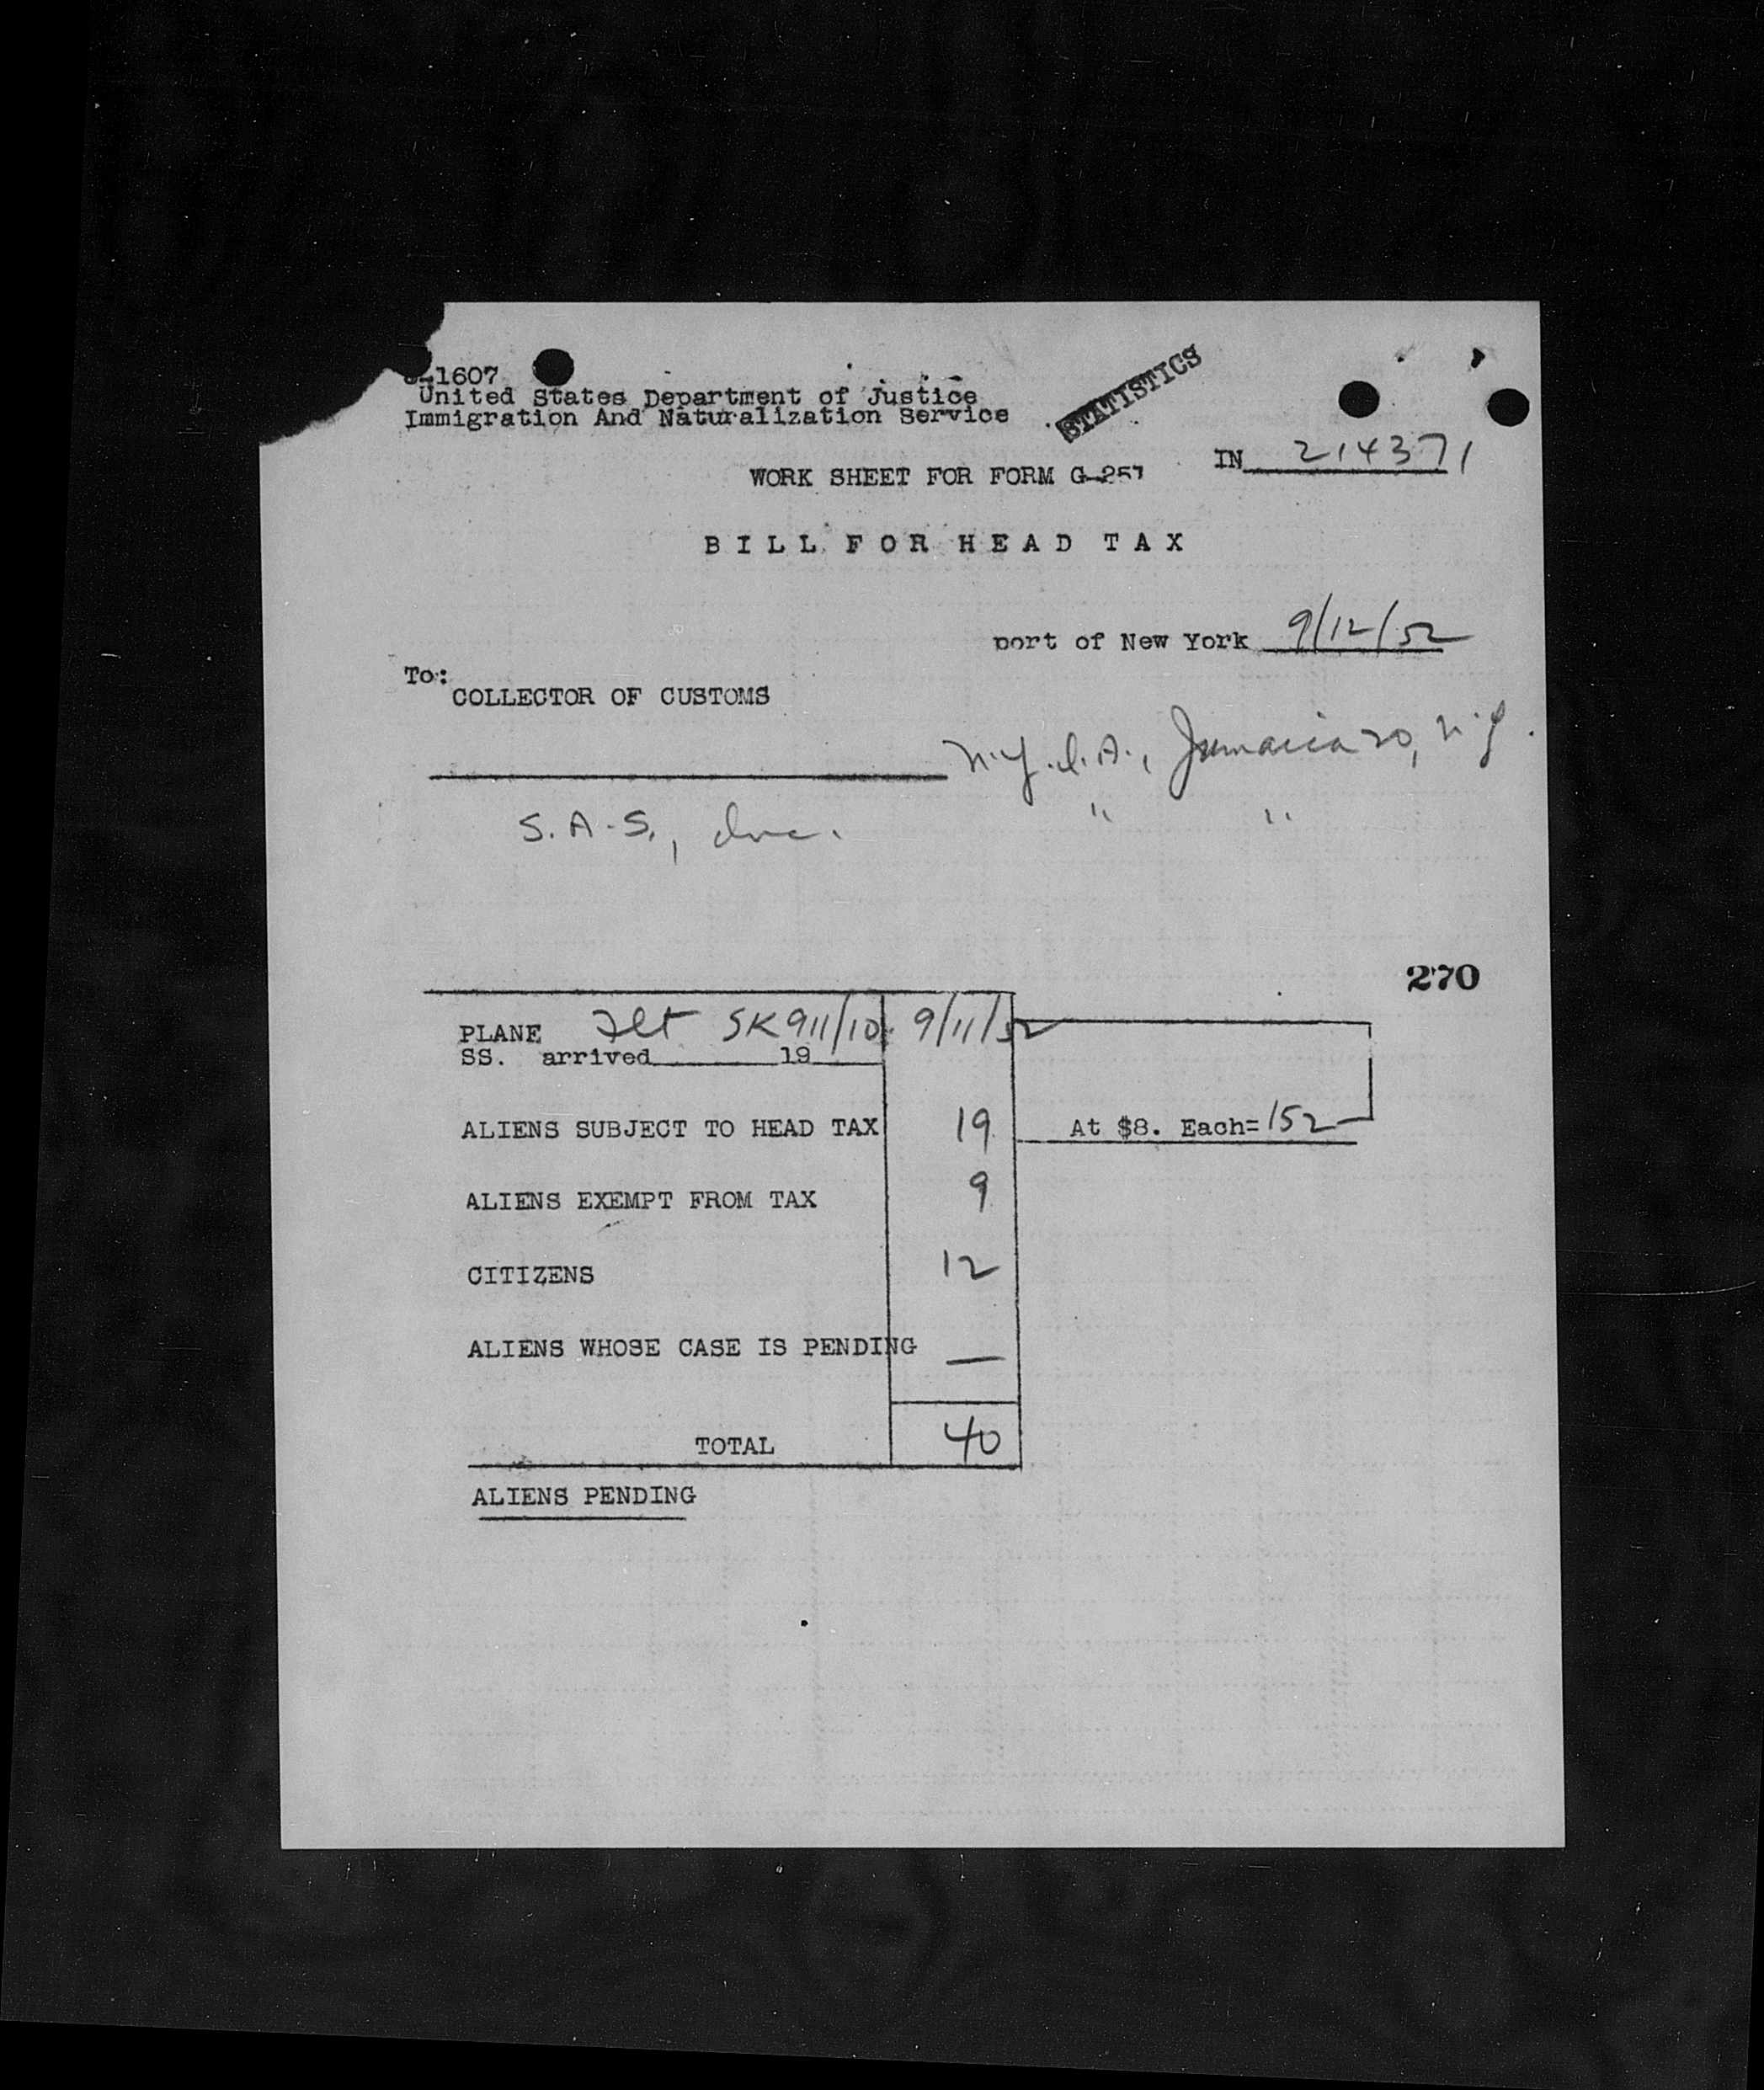 -1607
United States Department of Justice
Immigration And Naturalization Service
STATISTICS
IN 214371
WORK SHEET FOR FORM G-257
BILL FOR HEAD TAX
port of New York 9/12/52
To:
COLLECTOR OF CUSTOMS
N.Y.I.A., Jamaica 20, N.Y.
S.A.S., Inc. " "
270
PLANE Flt SK911/10 9/11/52
SS. arrived 19
ALIENS SUBJECT TO HEAD TAX 19 At $8. Each=152
ALIENS EXEMPT FROM TAX 9
CITIZENS 12
ALIENS WHOSE CASE IS PENDING —
TOTAL 40
ALIENS PENDING